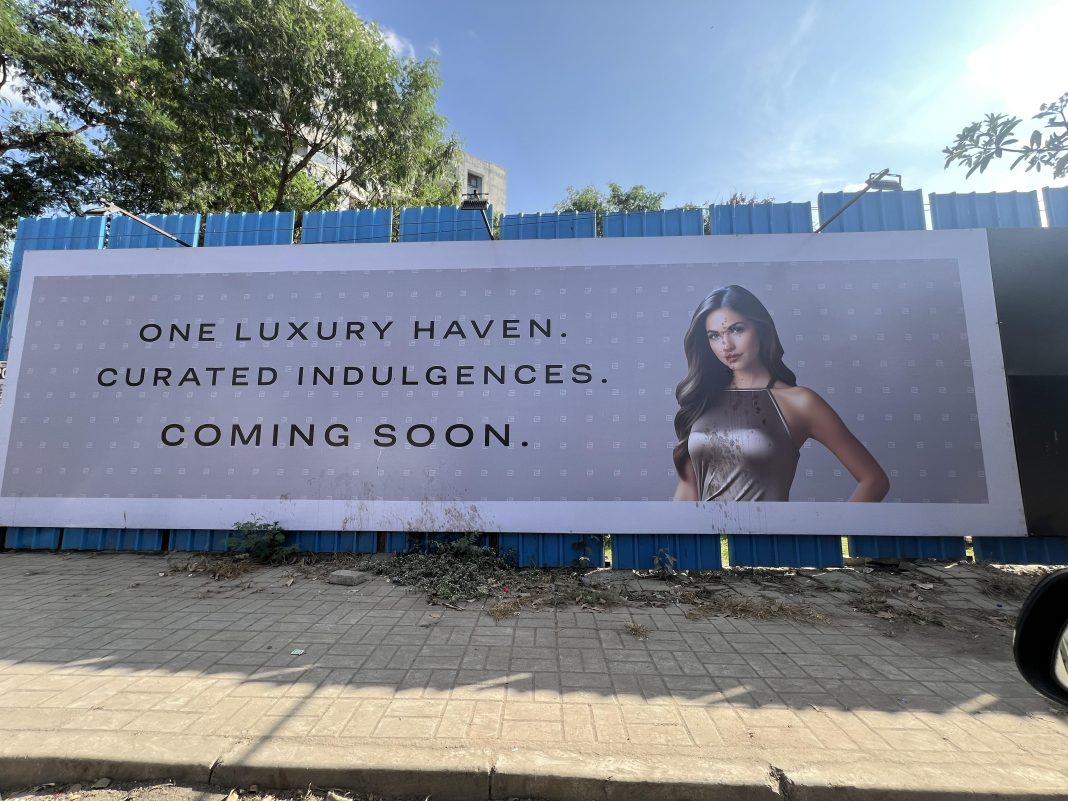 ONE LUXURY HAVEN.
CURATED INDULGENCES.
COMING SOON.